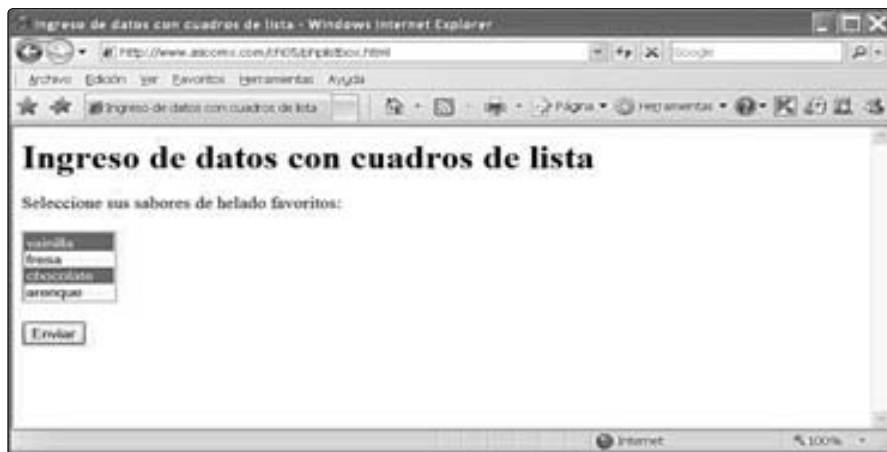 Ingreso de datos con cuadros de lista - Windows Internet Explorer
Google
Archivo Edición Ver Favoritos Herramientas Ayuda
Ingreso de datos con cuadros de lista Página Herramientas
Ingreso de datos con cuadros de lista
Seleccione sus sabores de helado favoritos:
vainilla
fresa
chocolate
arenque
Enviar
Internet 100%